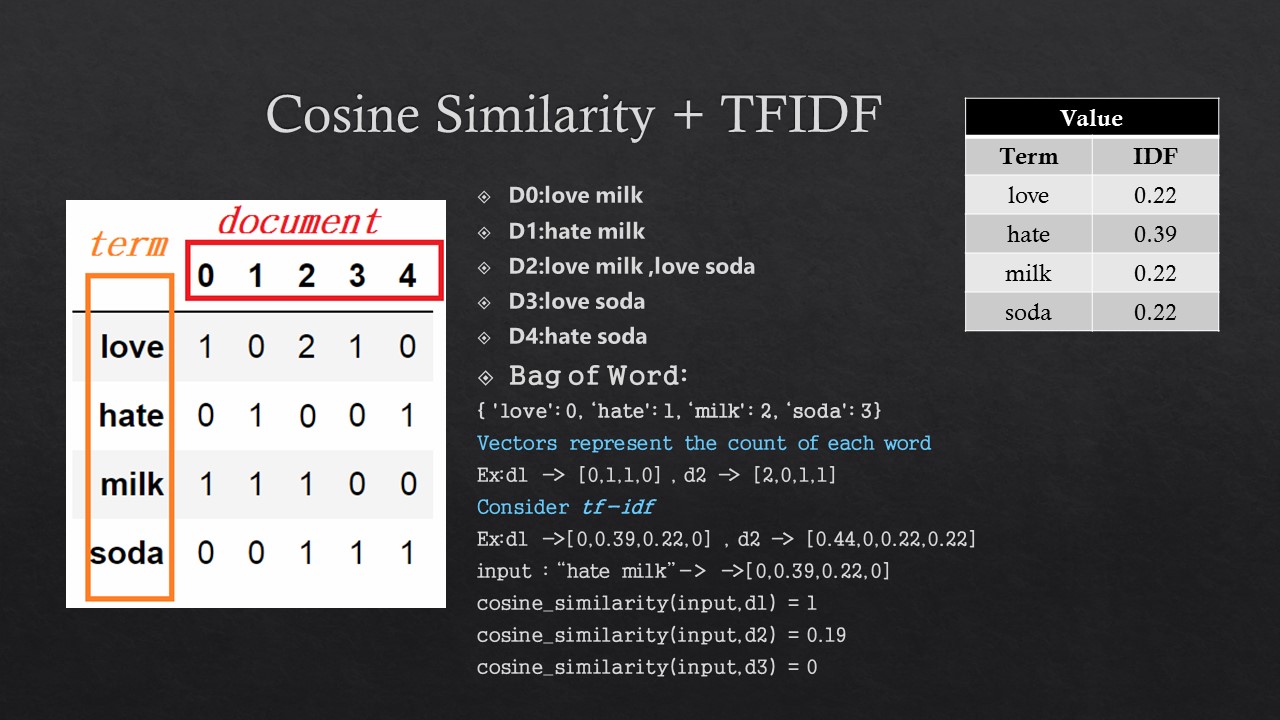 Cosine Similarity + TFIDF
Value
Term IDF
love 0.22
hate 0.39
milk 0.22
soda 0.22
document
term
0 1 2 3 4
love 1 0 2 1 0
hate 0 1 0 0 1
milk 1 1 1 0 0
soda 0 0 1 1 1
D0:love milk
D1:hate milk
D2:love milk ,love soda
D3:love soda
D4:hate soda
Bag of Word:
{ 'love': 0, ‘hate': 1, ‘milk': 2, ‘soda': 3}
Vectors represent the count of each word
Ex:d1 -> [0,1,1,0] , d2 -> [2,0,1,1]
Consider tf-idf
Ex:d1 ->[0,0.39,0.22,0] , d2 -> [0.44,0,0.22,0.22]
input : “hate milk”-> ->[0,0.39,0.22,0]
cosine_similarity(input,d1) = 1
cosine_similarity(input,d2) = 0.19
cosine_similarity(input,d3) = 0